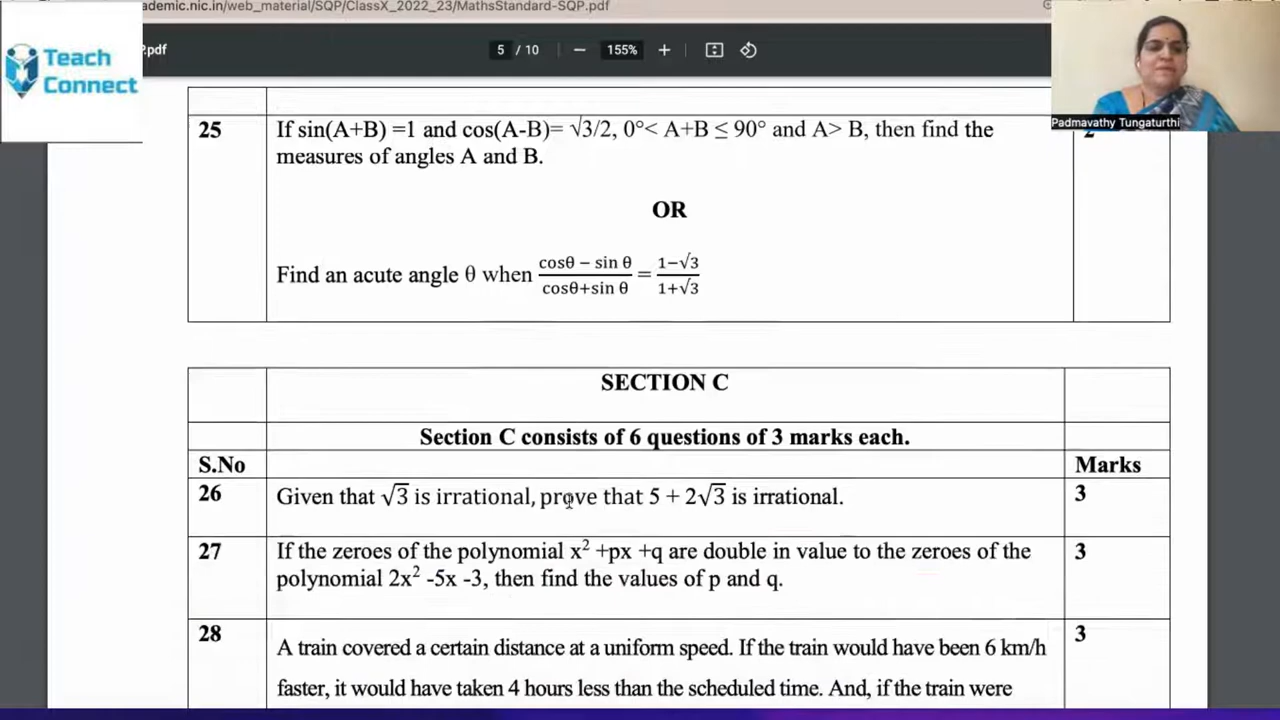 ademic.nic.in/web_material/SQP/ClassX_2022_23/MathsStandard-SQP.pdf
Teach
Connect
.pdf
5 / 10 − 155% +
Padmavathy Tungaturthi
25 If sin(A+B) =1 and cos(A-B)= √3/2, 0°< A+B ≤ 90° and A> B, then find the
measures of angles A and B.
OR
Find an acute angle θ when (cosθ − sin θ)/(cosθ+sin θ) = (1−√3)/(1+√3)
SECTION C
Section C consists of 6 questions of 3 marks each.
S.No Marks
26 Given that √3 is irrational, prove that 5 + 2√3 is irrational. 3
27 If the zeroes of the polynomial x² +px +q are double in value to the zeroes of the 3
polynomial 2x² -5x -3, then find the values of p and q.
28 3
A train covered a certain distance at a uniform speed. If the train would have been 6 km/h
faster, it would have taken 4 hours less than the scheduled time. And, if the train were